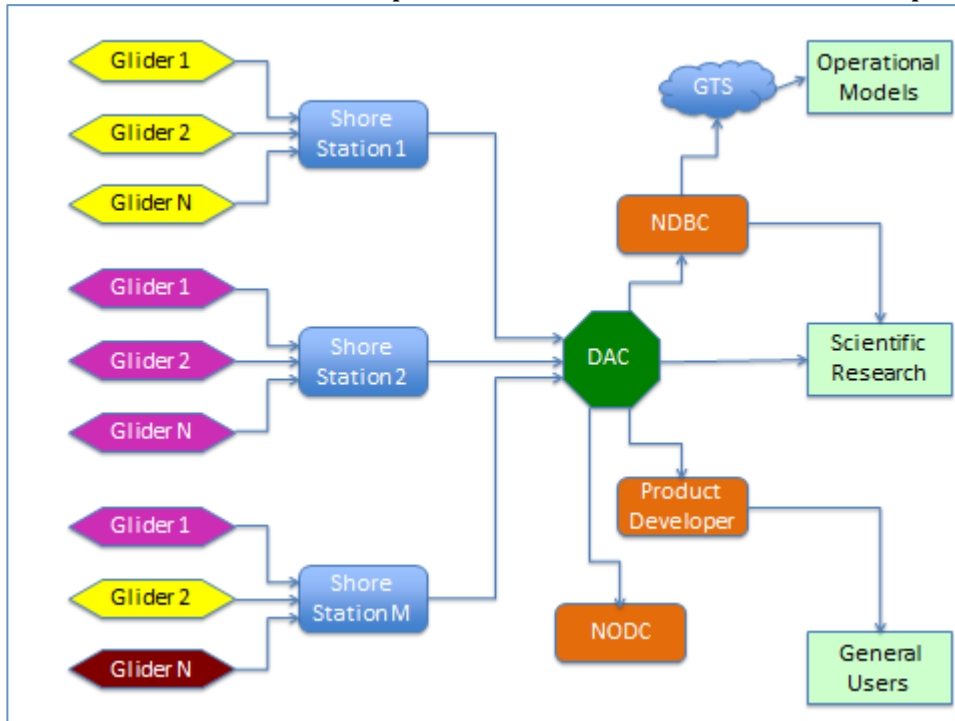 Glider 1
Glider 2
Glider N
Shore
Station 1
Glider 1
Glider 2
Glider N
Shore
Station 2
Glider 1
Glider 2
Glider N
Shore
Station M
DAC
GTS
NDBC
Product
Developer
NODC
Operational
Models
Scientific
Research
General
Users